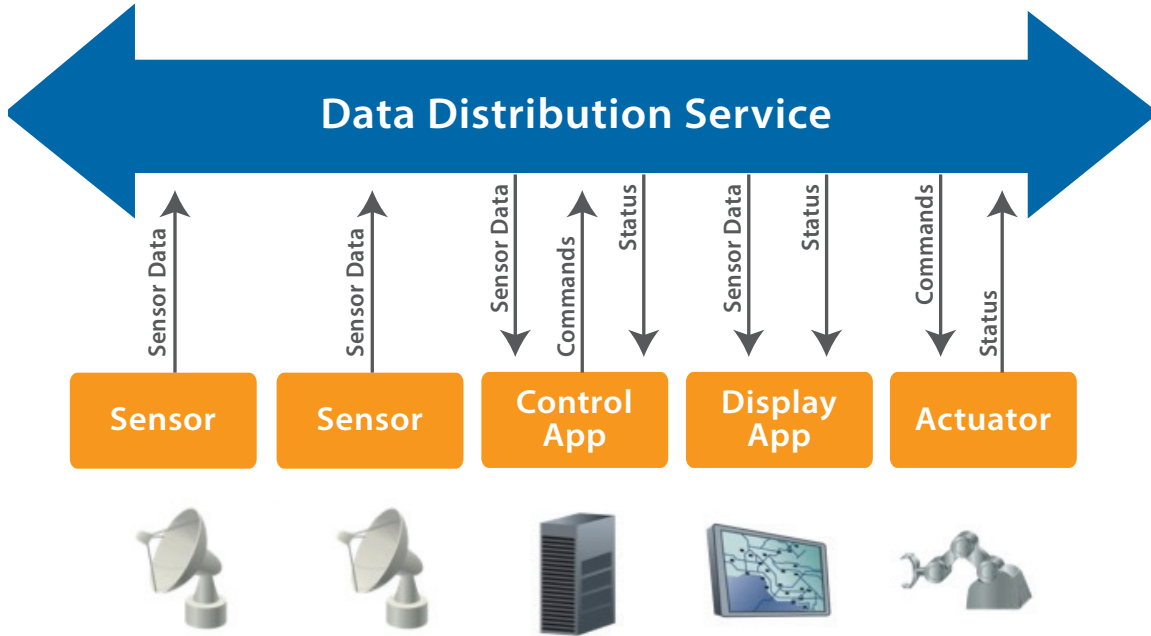 Data Distribution Service
Sensor Data
Sensor Data
Sensor Data
Commands
Status
Sensor Data
Status
Commands
Status
Sensor
Sensor
Control
App
Display
App
Actuator